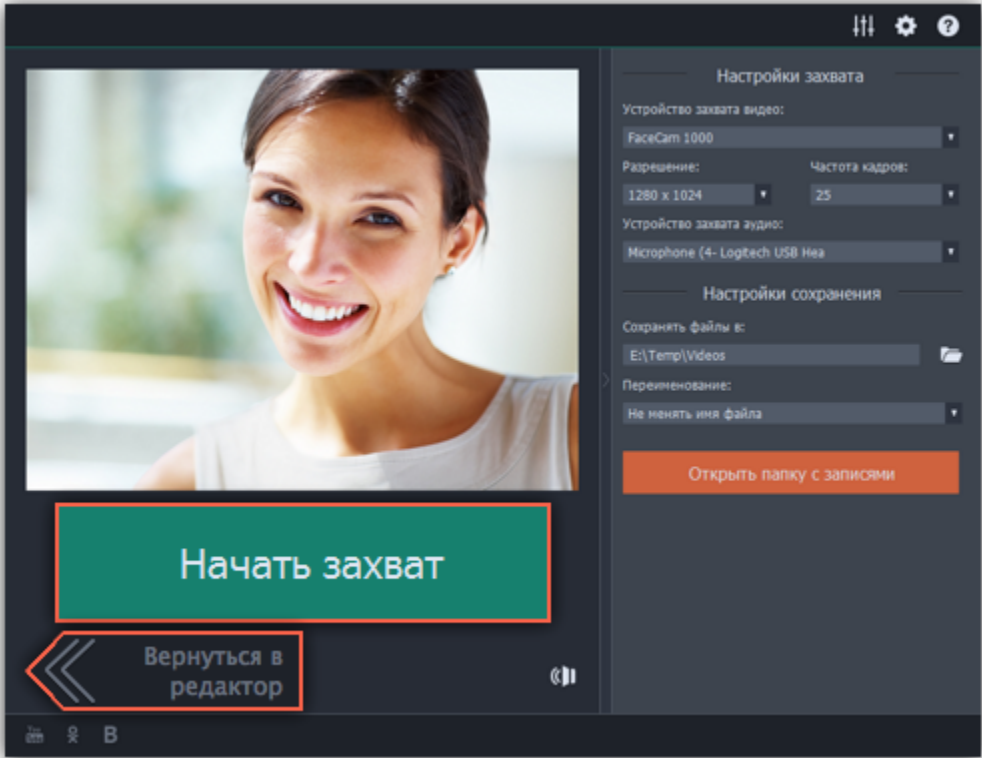 Настройки захвата
Устройство захвата видео:
FaceCam 1000
Разрешение: Частота кадров:
1280 x 1024 25
Устройство захвата аудио:
Microphone (4- Logitech USB Hea
Настройки сохранения
Сохранять файлы в:
E:\Temp\Videos
Переименование:
Не менять имя файла
Открыть папку с записями
Начать захват
Вернуться в
редактор